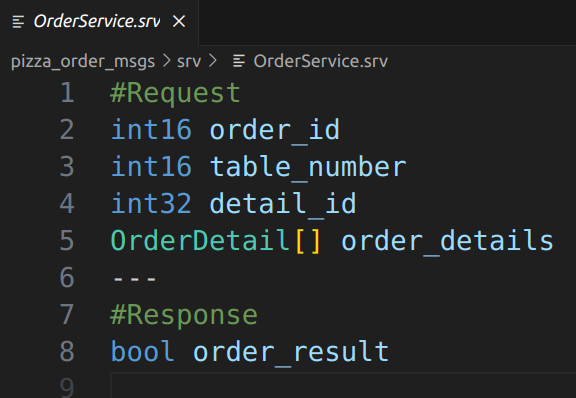 OrderService.srv
pizza_order_msgs > srv > OrderService.srv
1 #Request
2 int16 order_id
3 int16 table_number
4 int32 detail_id
5 OrderDetail[] order_details
6 ---
7 #Response
8 bool order_result
9